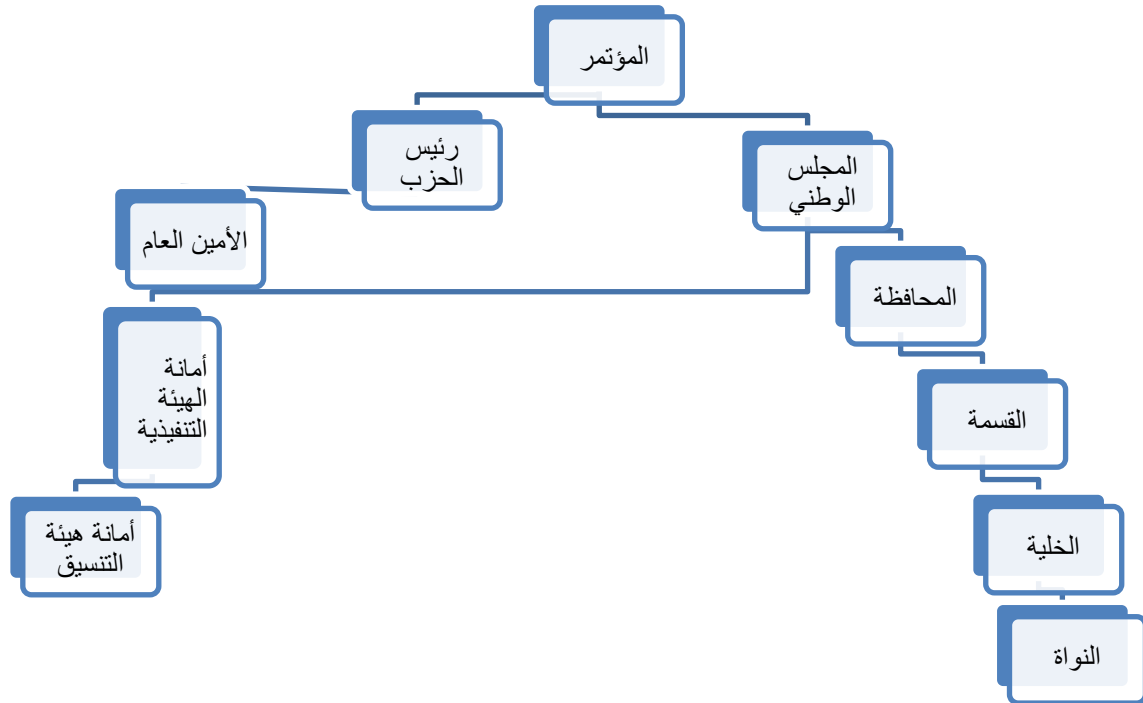 المؤتمر
رئيس
الحزب
المجلس
الوطني
الأمين العام
المحافظة
أمانة
الهيئة
التنفيذية
القسمة
أمانة هيئة
التنسيق
الخلية
النواة